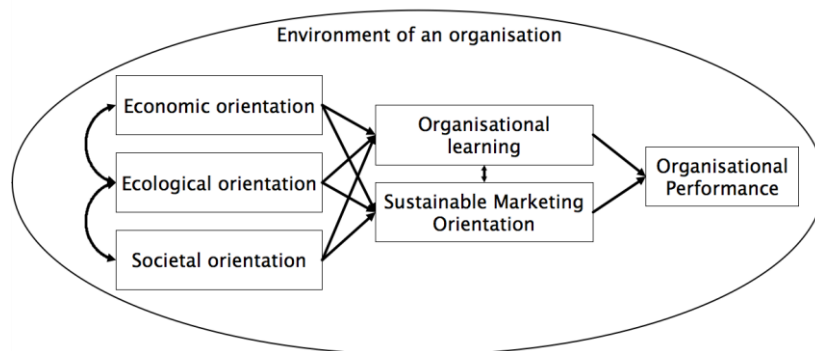 Environment of an organisation
Economic orientation
Ecological orientation
Societal orientation
Organisational
learning
Sustainable Marketing
Orientation
Organisational
Performance